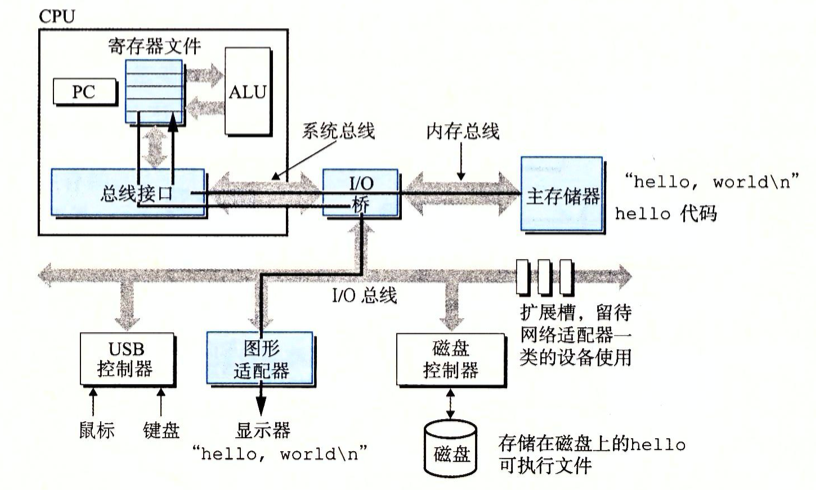 CPU
寄存器文件
PC
ALU
系统总线
内存总线
总线接口
I/O
桥
主存储器
“hello, world\n”
hello 代码
I/O 总线
扩展槽，留待
网络适配器一
类的设备使用
USB
控制器
图形
适配器
磁盘
控制器
鼠标
键盘
显示器
“hello, world\n”
磁盘
存储在磁盘上的hello
可执行文件